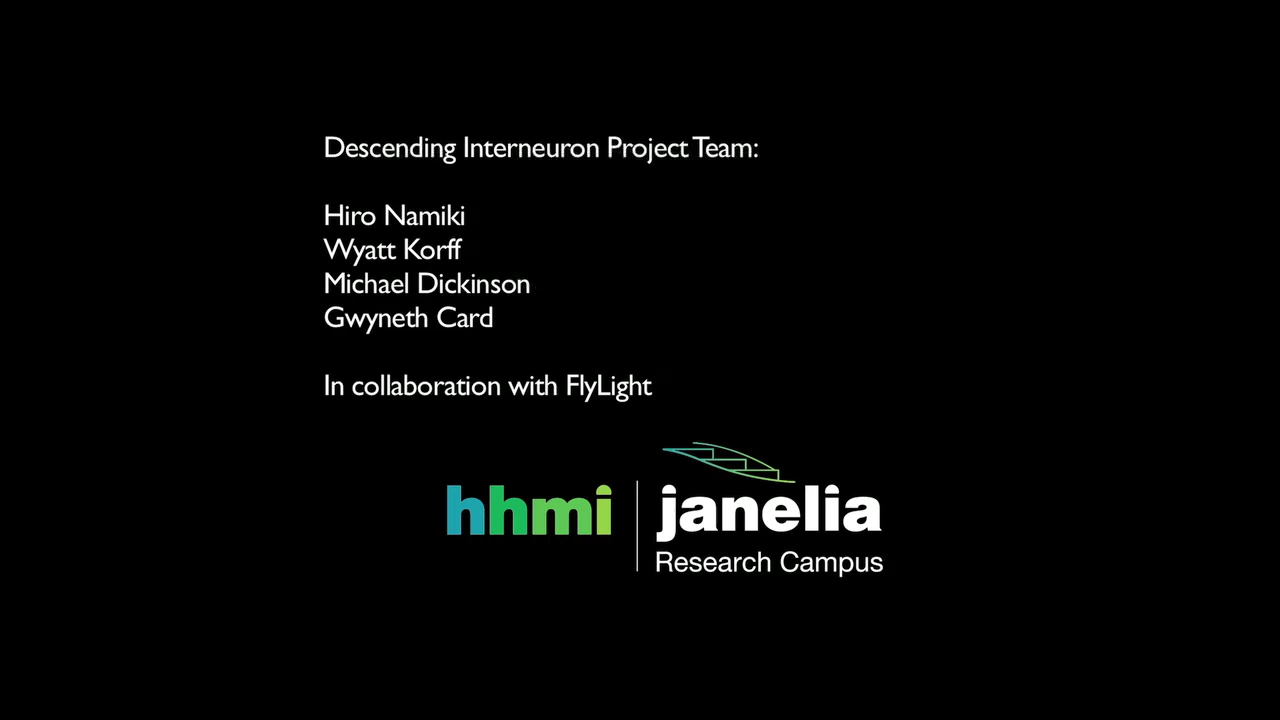 Descending Interneuron Project Team:
Hiro Namiki
Wyatt Korff
Michael Dickinson
Gwyneth Card
In collaboration with FlyLight
hhmi
janelia
Research Campus